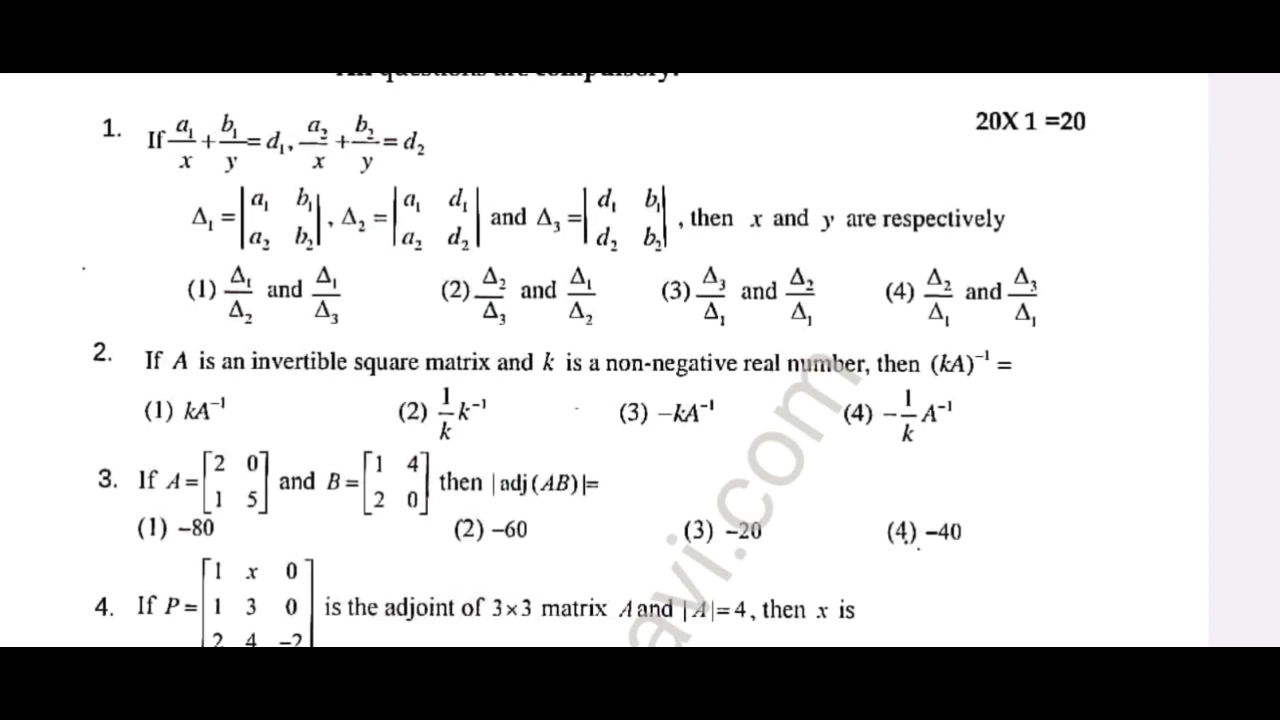 All questions are compulsory.
20X 1 =20
1. If a₁/x + b₁/y = d₁, a₂/x + b₂/y = d₂
Δ₁ = |a₁ b₁; a₂ b₂|, Δ₂ = |a₁ d₁; a₂ d₂| and Δ₃ = |d₁ b₁; d₂ b₂|, then x and y are respectively
(1) Δ₁/Δ₂ and Δ₁/Δ₃ (2) Δ₂/Δ₃ and Δ₁/Δ₂ (3) Δ₃/Δ₁ and Δ₂/Δ₁ (4) Δ₂/Δ₁ and Δ₃/Δ₁
2. If A is an invertible square matrix and k is a non-negative real number, then (kA)⁻¹ =
(1) kA⁻¹ (2) 1/k k⁻¹ (3) −kA⁻¹ (4) −1/k A⁻¹
3. If A = [2 0; 1 5] and B = [1 4; 2 0] then |adj(AB)|=
(1) −80 (2) −60 (3) −20 (4) −40
4. If P = [1 x 0; 1 3 0; 2 4 −2] is the adjoint of 3×3 matrix A and |A|=4, then x is
avi.com